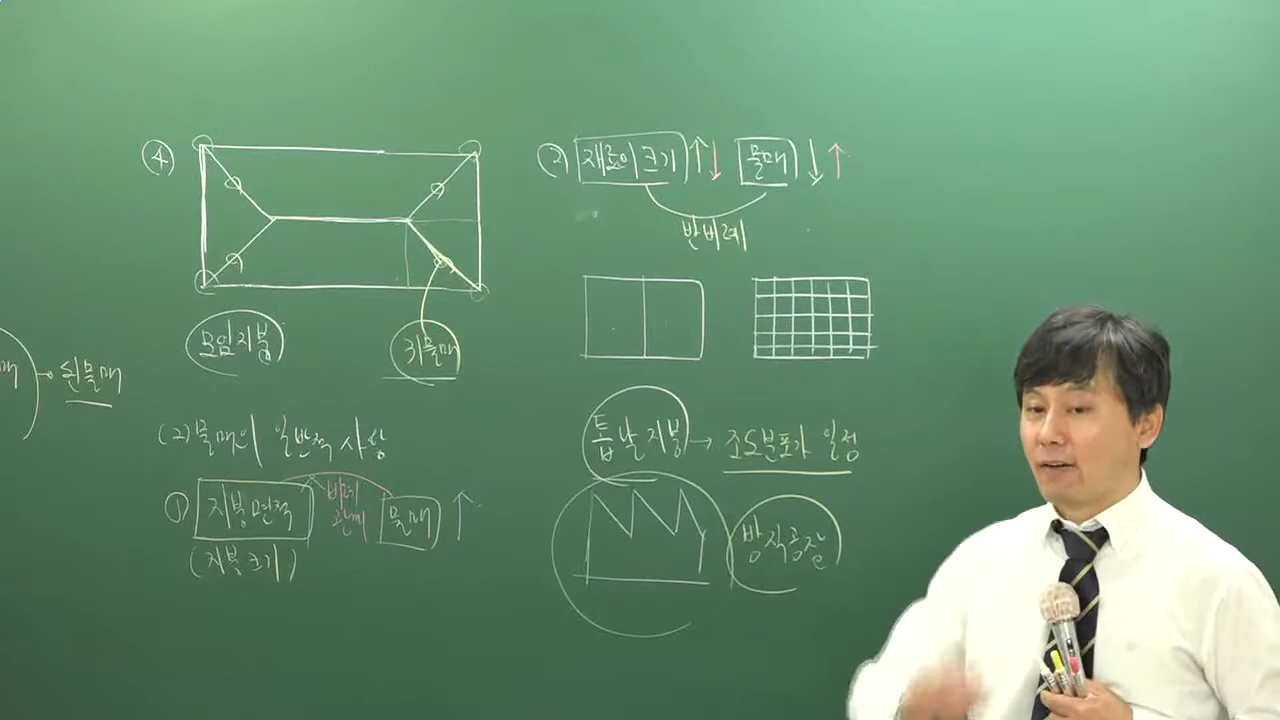 매
된물매
④
모임지붕
귀물매
(2) 물매의 일반적 사항
① 지붕면적 비례관계 물매 ↑
(지붕크기)
② 재료의 크기 ↑↓ 물매 ↓↑
반비례
톱날지붕 → 조도분포가 일정
방직공장